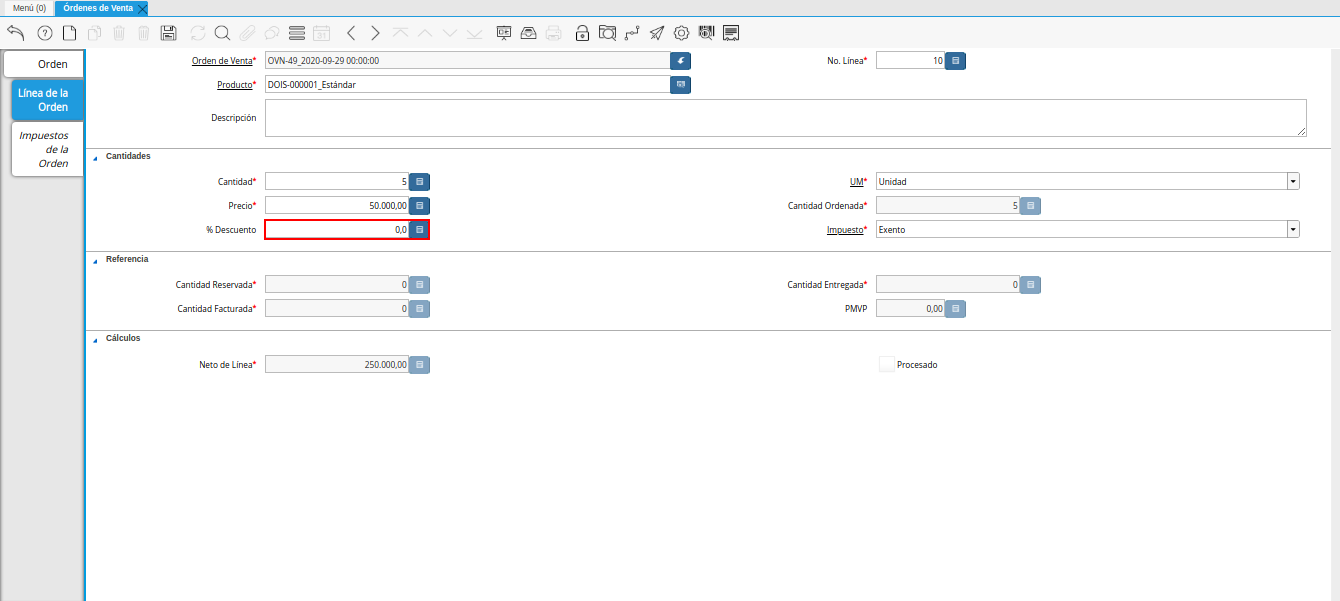 Menú (0)
Órdenes de Venta
31
Orden
Línea de la
Orden
Impuestos
de la
Orden
Orden de Venta* OVN-49_2020-09-29 00:00:00 No. Línea* 10
Producto* DOIS-000001_Estándar
Descripción
Cantidades
Cantidad* 5 UM* Unidad
Precio* 50.000,00 Cantidad Ordenada* 5
% Descuento 0,0 Impuesto* Exento
Referencia
Cantidad Reservada* 0 Cantidad Entregada* 0
Cantidad Facturada* 0 PMVP 0,00
Cálculos
Neto de Línea* 250.000,00 Procesado